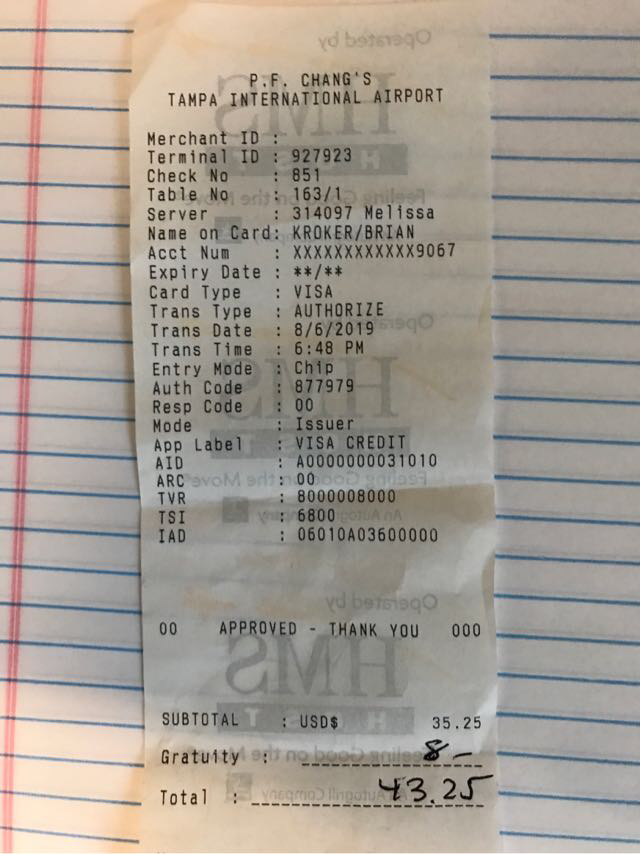 P.F. CHANG'S
TAMPA INTERNATIONAL AIRPORT
Merchant ID :
Terminal ID : 927923
Check No : 851
Table No : 163/1
Server : 314097 Melissa
Name on Card: KROKER/BRIAN
Acct Num : XXXXXXXXXXXX9067
Expiry Date : **/**
Card Type : VISA
Trans Type : AUTHORIZE
Trans Date : 8/6/2019
Trans Time : 6:48 PM
Entry Mode : Chip
Auth Code : 877979
Resp Code : 00
Mode : Issuer
App Label : VISA CREDIT
AID : A0000000031010
ARC : 00
TVR : 8000008000
TSI : 6800
IAD : 06010A03600000
00 APPROVED - THANK YOU 000
SUBTOTAL : USD$ 35.25
Gratuity : 8 -
Total : 43.25